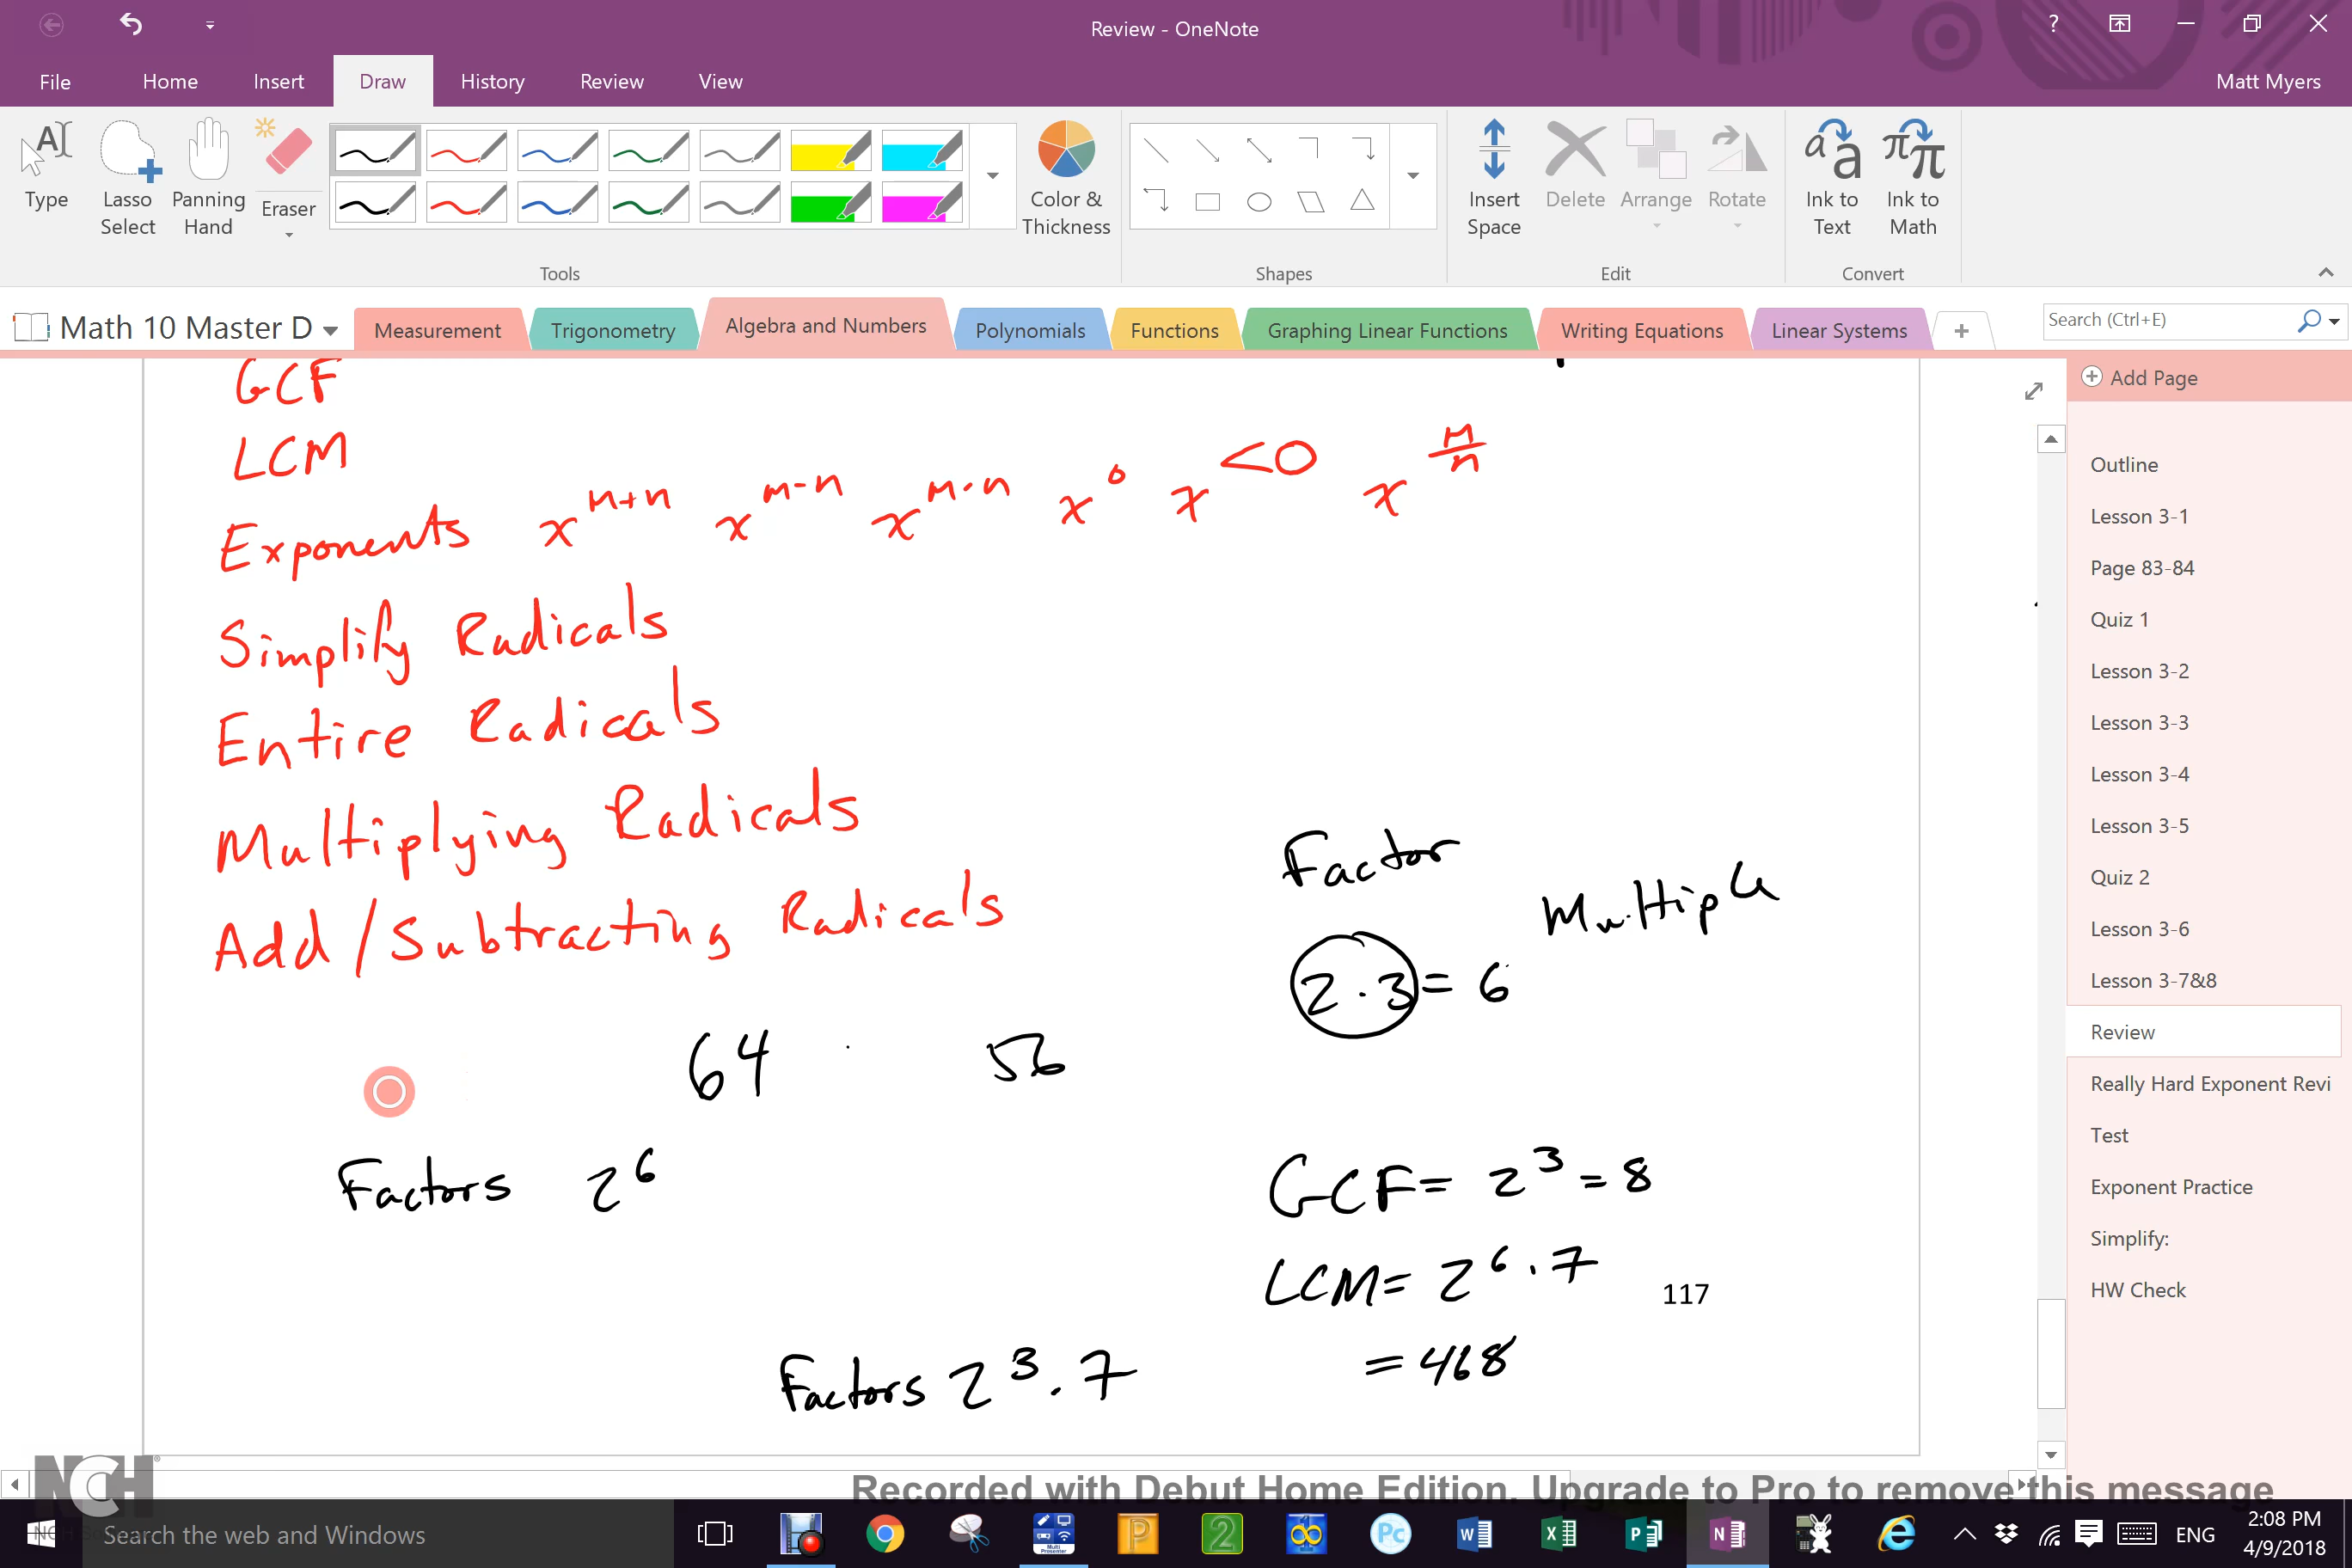 Review - OneNote
?
File Home Insert Draw History Review View Matt Myers
Type
Lasso Select
Panning Hand
Eraser
Color & Thickness
Insert Space
Delete
Arrange
Rotate
Ink to Text
Ink to Math
Tools Shapes Edit Convert
Math 10 Master D
Measurement Trigonometry Algebra and Numbers Polynomials Functions Graphing Linear Functions Writing Equations Linear Systems +
Search (Ctrl+E)
GCF
LCM
Exponents x^{m+n} x^{m-n} x^{m·n} x^0 x^{<0} x^{m/n}
Simplify Radicals
Entire Radicals
Multiplying Radicals
Add/Subtracting Radicals
Factor
Multiple
2·3 = 6
64 56
Factors 2^6
GCF = 2^3 = 8
LCM = 2^6·7
117
= 468
Factors 2^3·7
Add Page
Outline
Lesson 3-1
Page 83-84
Quiz 1
Lesson 3-2
Lesson 3-3
Lesson 3-4
Lesson 3-5
Quiz 2
Lesson 3-6
Lesson 3-7&8
Review
Really Hard Exponent Revi
Test
Exponent Practice
Simplify:
HW Check
NCH
Recorded with Debut Home Edition. Upgrade to Pro to remove this message
Search the web and Windows
ENG
2:08 PM
4/9/2018